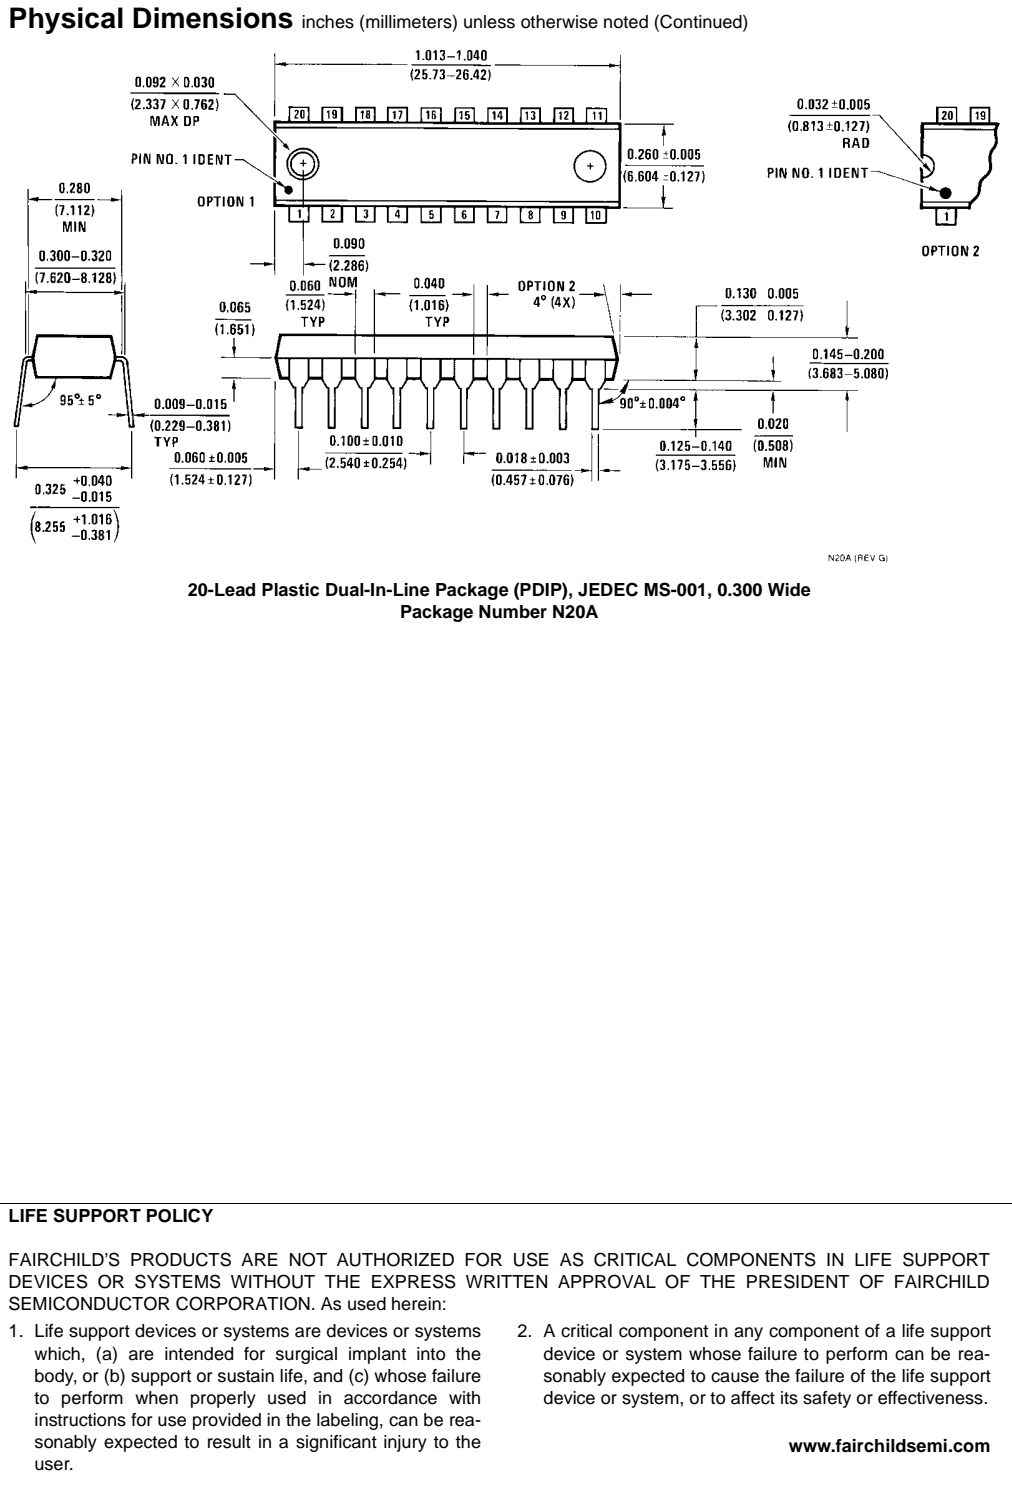 Physical Dimensions inches (millimeters) unless otherwise noted (Continued)
1.013–1.040
(25.73–26.42)
0.092 × 0.030
(2.337 × 0.762)
MAX DP
0.032 ±0.005
(0.813±0.127)
RAD
20 19 18 17 16 15 14 13 12 11
20 19
PIN NO. 1 IDENT
0.260 ±0.005
(6.604 ±0.127)
PIN NO. 1 IDENT
OPTION 1
1 2 3 4 5 6 7 8 9 10
1
OPTION 2
0.280
(7.112)
MIN
0.300–0.320
(7.620–8.128)
0.090
(2.286)
NOM
0.060
(1.524)
TYP
0.040
(1.016)
TYP
OPTION 2
4° (4X)
0.130 0.005
(3.302 0.127)
0.065
(1.651)
0.145–0.200
(3.683–5.080)
95°± 5°
90°±0.004°
0.009–0.015
(0.229–0.381)
TYP
0.020
(0.508)
MIN
0.100±0.010
(2.540±0.254)
0.125–0.140
(3.175–3.556)
0.060 ±0.005
(1.524±0.127)
0.018±0.003
(0.457±0.076)
0.325 +0.040
–0.015
(8.255 +1.016
–0.381)
N20A (REV G)
20-Lead Plastic Dual-In-Line Package (PDIP), JEDEC MS-001, 0.300 Wide
Package Number N20A
LIFE SUPPORT POLICY
FAIRCHILD'S PRODUCTS ARE NOT AUTHORIZED FOR USE AS CRITICAL COMPONENTS IN LIFE SUPPORT
DEVICES OR SYSTEMS WITHOUT THE EXPRESS WRITTEN APPROVAL OF THE PRESIDENT OF FAIRCHILD
SEMICONDUCTOR CORPORATION. As used herein:
1. Life support devices or systems are devices or systems
which, (a) are intended for surgical implant into the
body, or (b) support or sustain life, and (c) whose failure
to perform when properly used in accordance with
instructions for use provided in the labeling, can be rea-
sonably expected to result in a significant injury to the
user.
2. A critical component in any component of a life support
device or system whose failure to perform can be rea-
sonably expected to cause the failure of the life support
device or system, or to affect its safety or effectiveness.
www.fairchildsemi.com